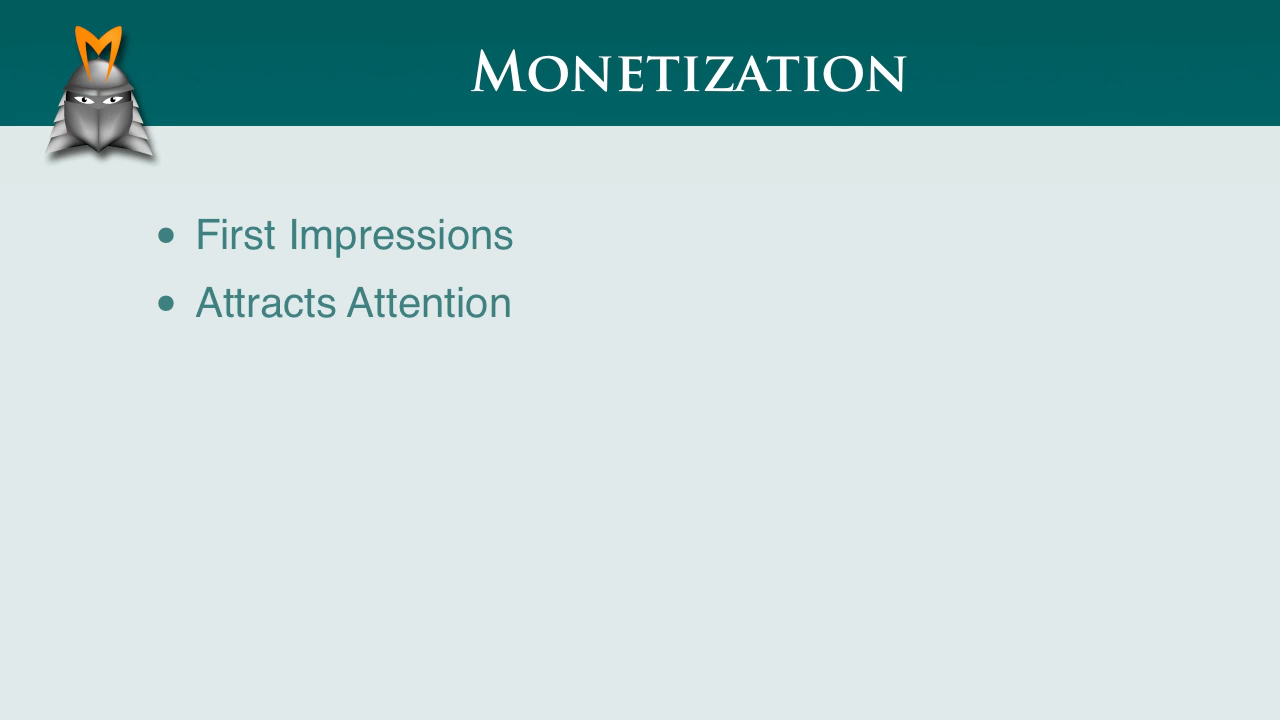 Monetization
• First Impressions
• Attracts Attention